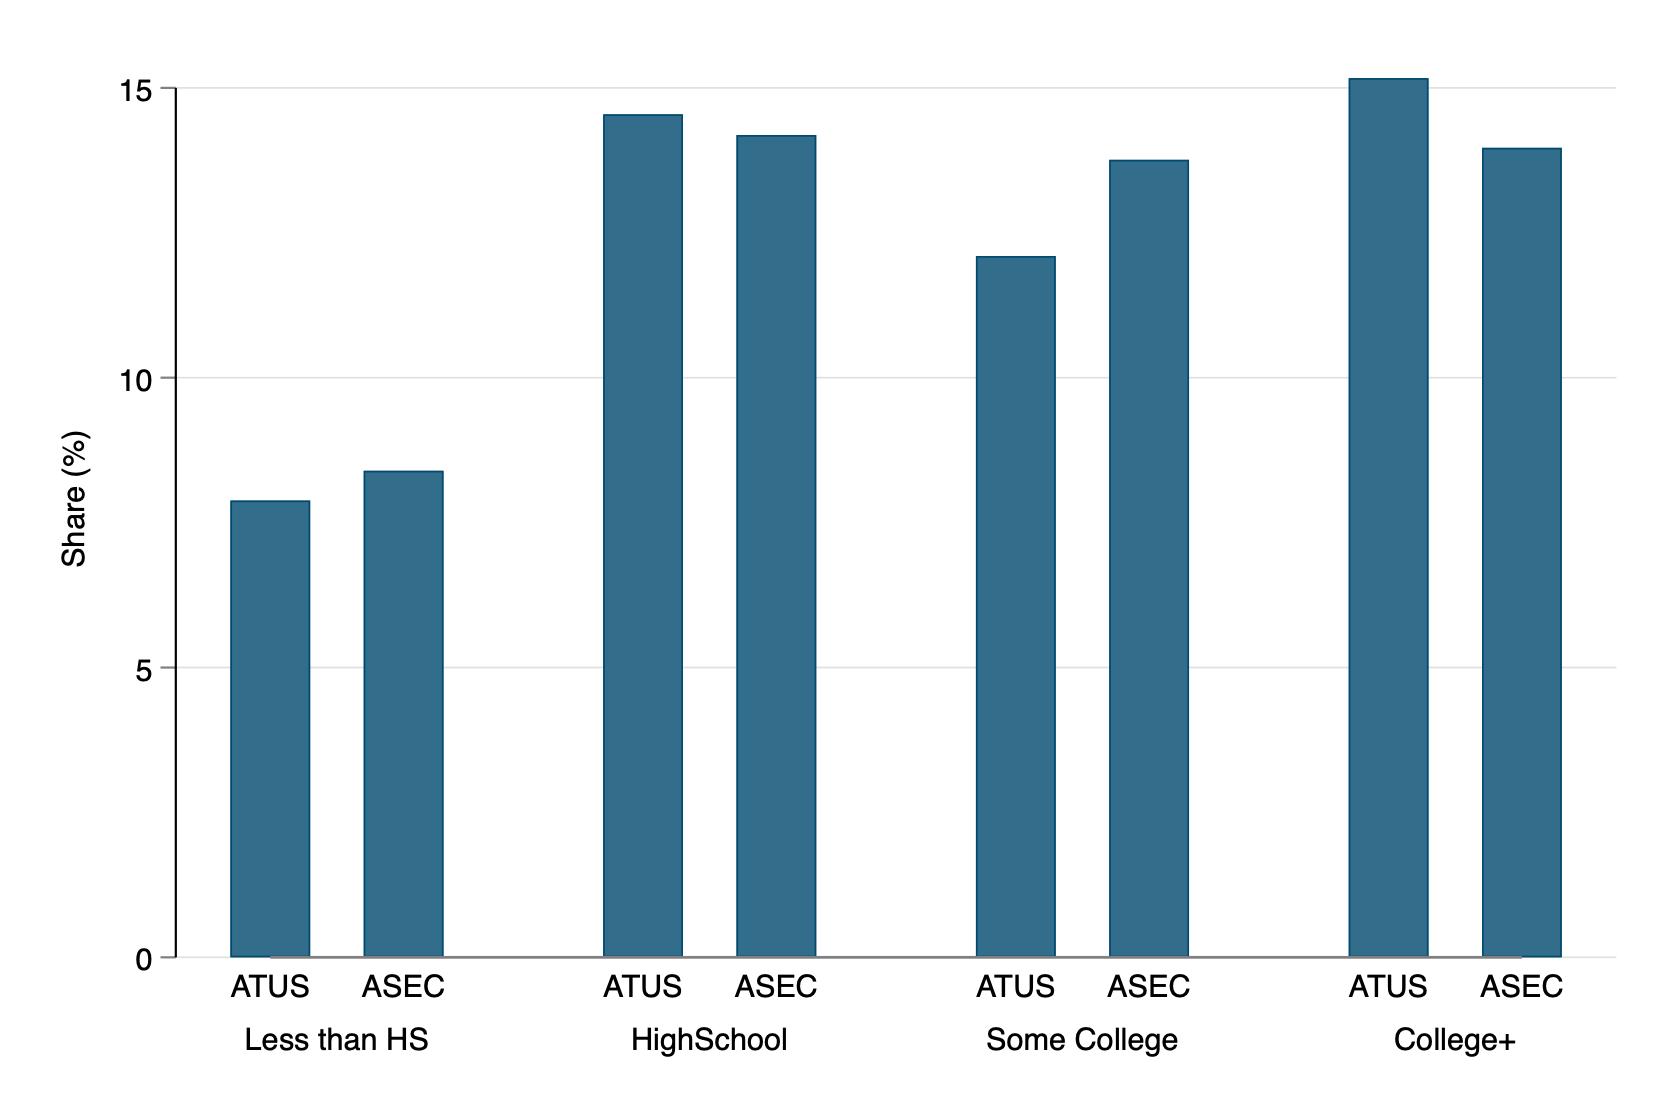 Share (%)
15
10
5
0
ATUS ASEC ATUS ASEC ATUS ASEC ATUS ASEC
Less than HS HighSchool Some College College+